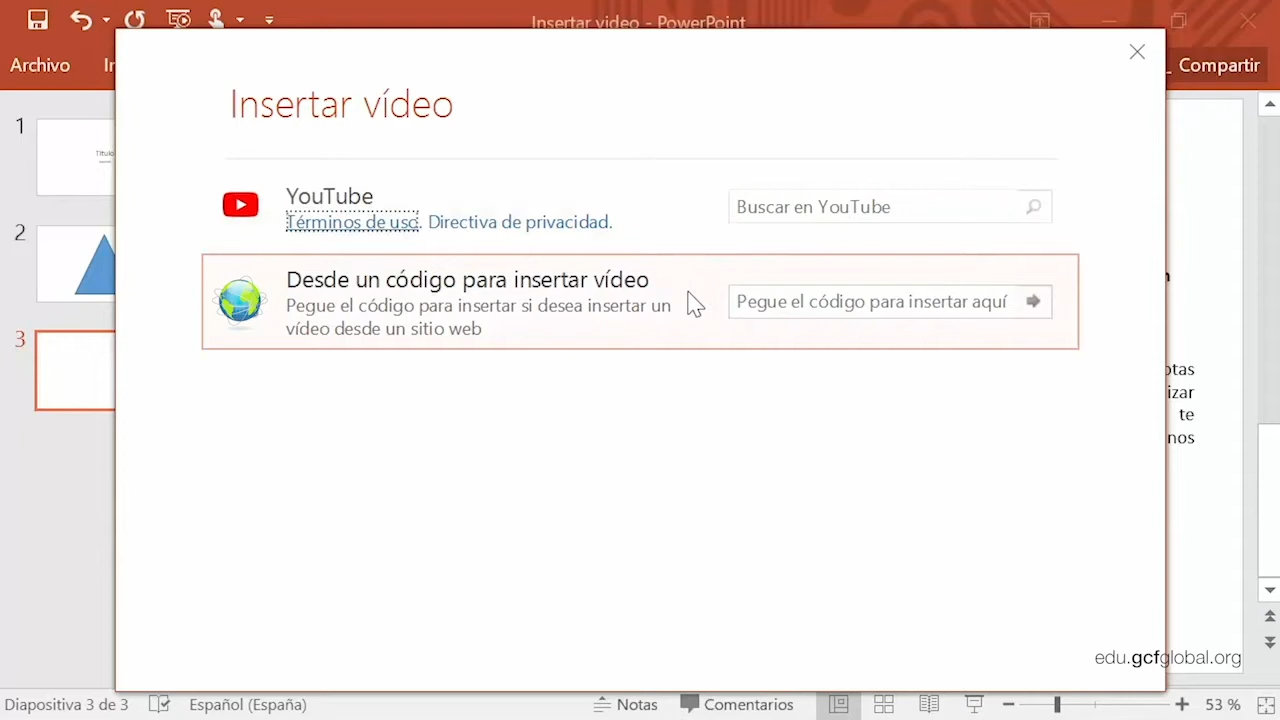 Insertar video - PowerPoint
Archivo
Compartir
Insertar vídeo
1
Título
YouTube
Buscar en YouTube
Términos de uso. Directiva de privacidad.
2
Desde un código para insertar vídeo
Pegue el código para insertar si desea insertar un
vídeo desde un sitio web
Pegue el código para insertar aquí
3
te
edu.gcfglobal.org
Diapositiva 3 de 3
Español (España)
Notas
Comentarios
53 %